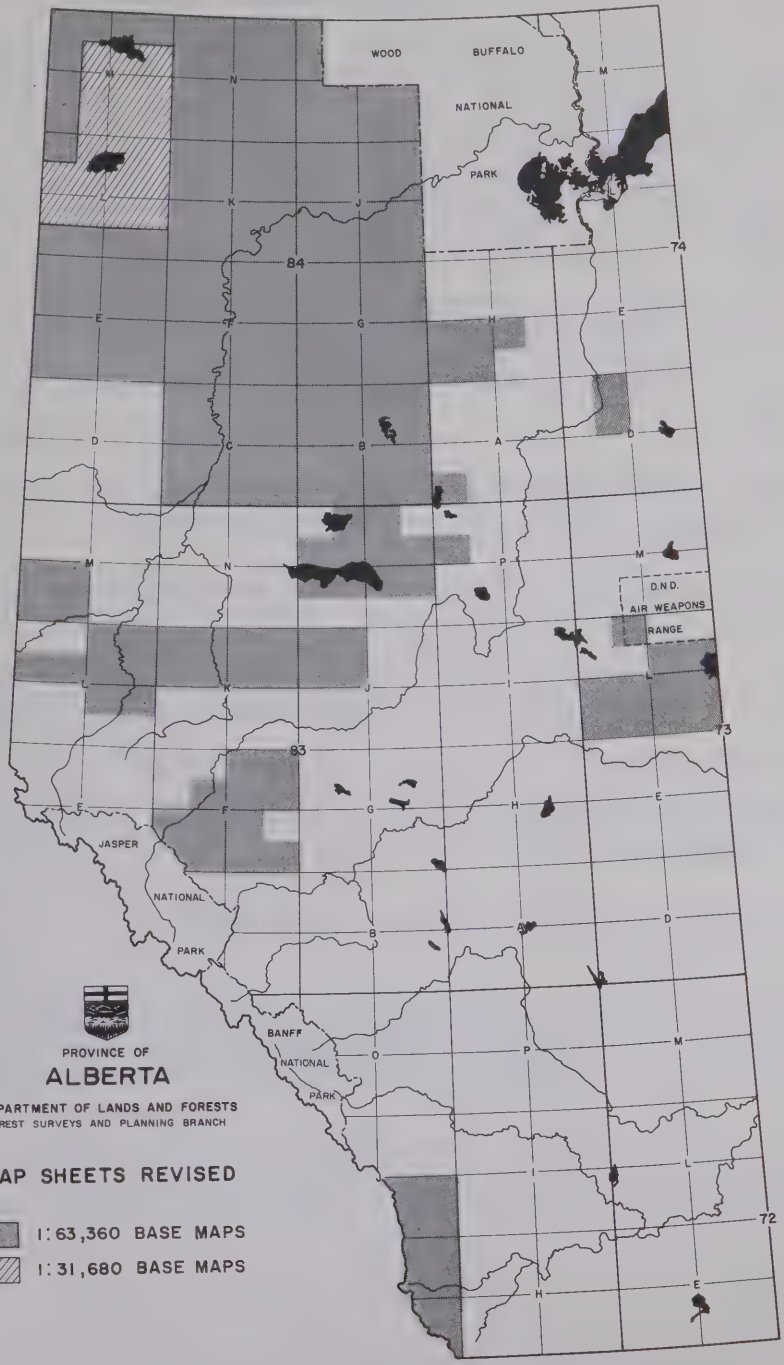 WOOD BUFFALO
NATIONAL
PARK
M
N
M
L
K
J
84
74
E
F
G
H
E
D
C
B
A
D
M
N
P
M
D.N.D.
AIR WEAPONS
RANGE
L
K
J
I
L
83
73
E
F
G
H
E
JASPER
NATIONAL
PARK
B
A
D
BANFF
NATIONAL
PARK
O
P
M
I
L
72
H
E
PROVINCE OF
ALBERTA
PARTMENT OF LANDS AND FORESTS
REST SURVEYS AND PLANNING BRANCH
AP SHEETS REVISED
1:63,360 BASE MAPS
1:31,680 BASE MAPS